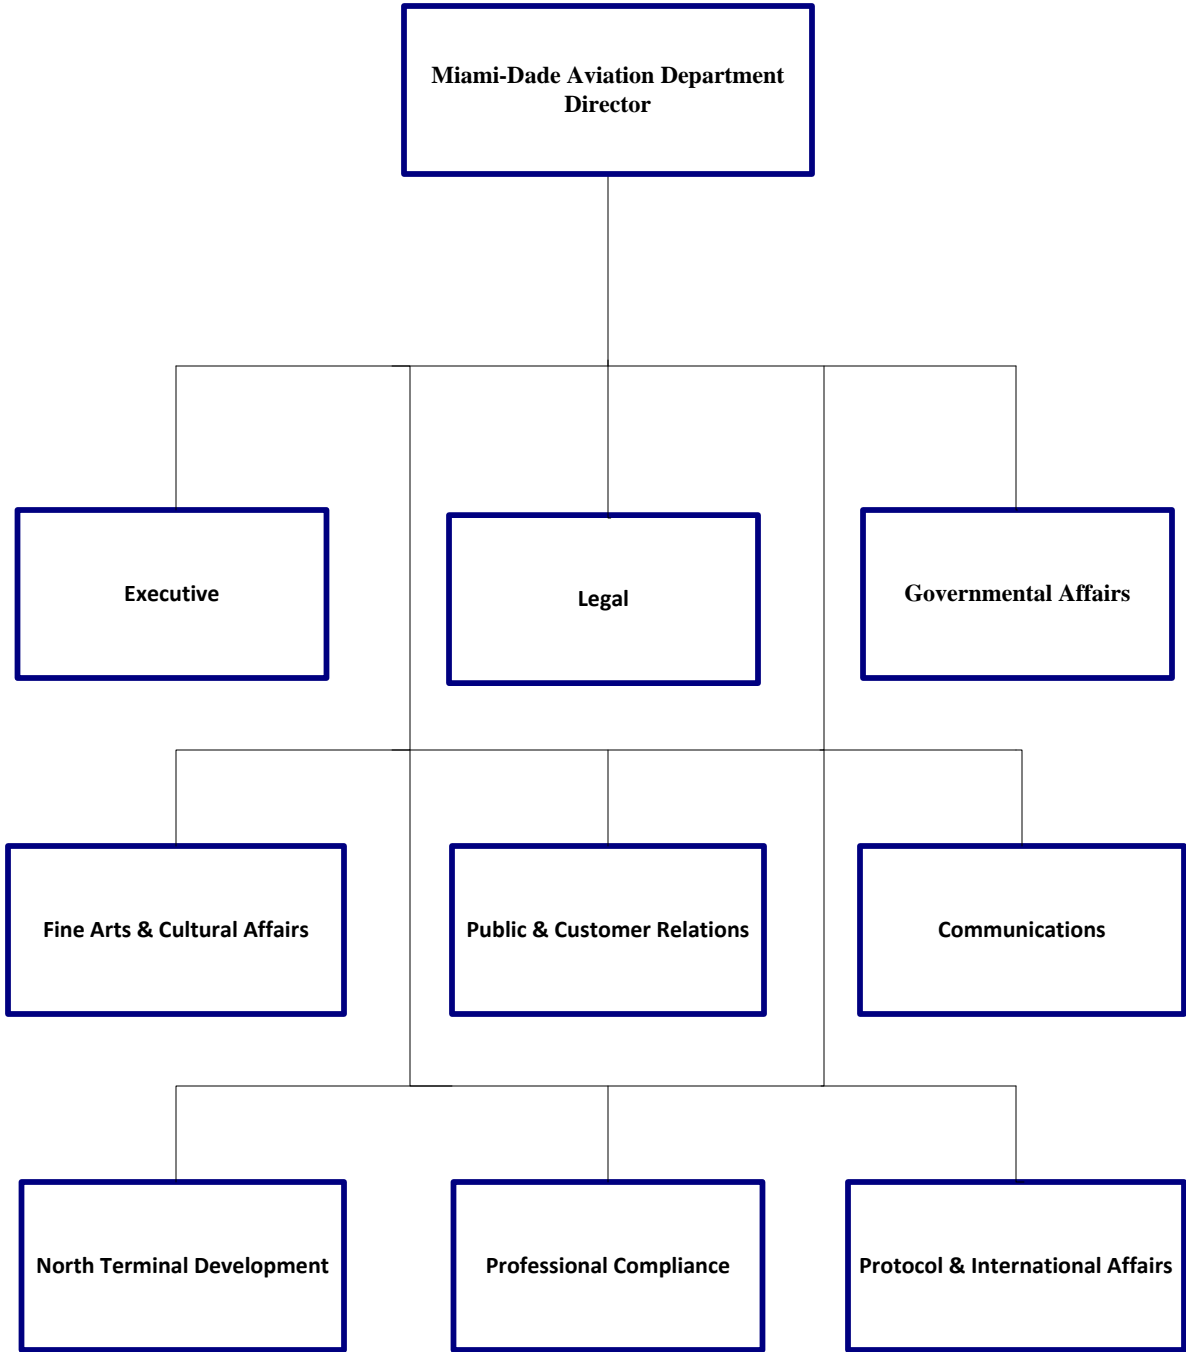 Miami-Dade Aviation Department
Director
Executive
Legal
Governmental Affairs
Fine Arts & Cultural Affairs
Public & Customer Relations
Communications
North Terminal Development
Professional Compliance
Protocol & International Affairs